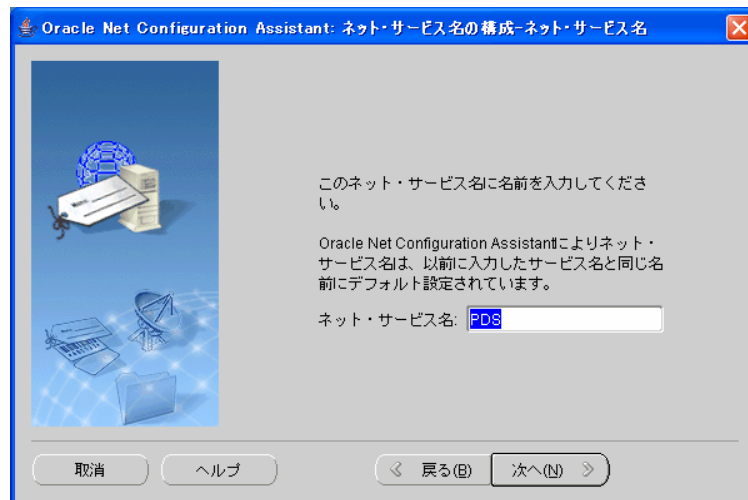 Oracle Net Configuration Assistant: ネット・サービス名の構成-ネット・サービス名
このネット・サービス名に名前を入力してくださ
い。
Oracle Net Configuration Assistantによりネット・
サービス名は、以前に入力したサービス名と同じ名
前にデフォルト設定されています。
ネット・サービス名: PDS
取消
ヘルプ
戻る(B)
次へ(N)